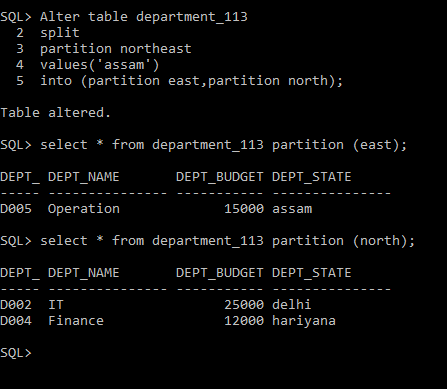 SQL> Alter table department_113
  2  split
  3  partition northeast
  4  values('assam')
  5  into (partition east,partition north);
Table altered.
SQL> select * from department_113 partition (east);
DEPT_ DEPT_NAME       DEPT_BUDGET DEPT_STATE
----- --------------- ----------- ---------------
D005  Operation             15000 assam
SQL> select * from department_113 partition (north);
DEPT_ DEPT_NAME       DEPT_BUDGET DEPT_STATE
----- --------------- ----------- ---------------
D002  IT                    25000 delhi
D004  Finance               12000 hariyana
SQL>